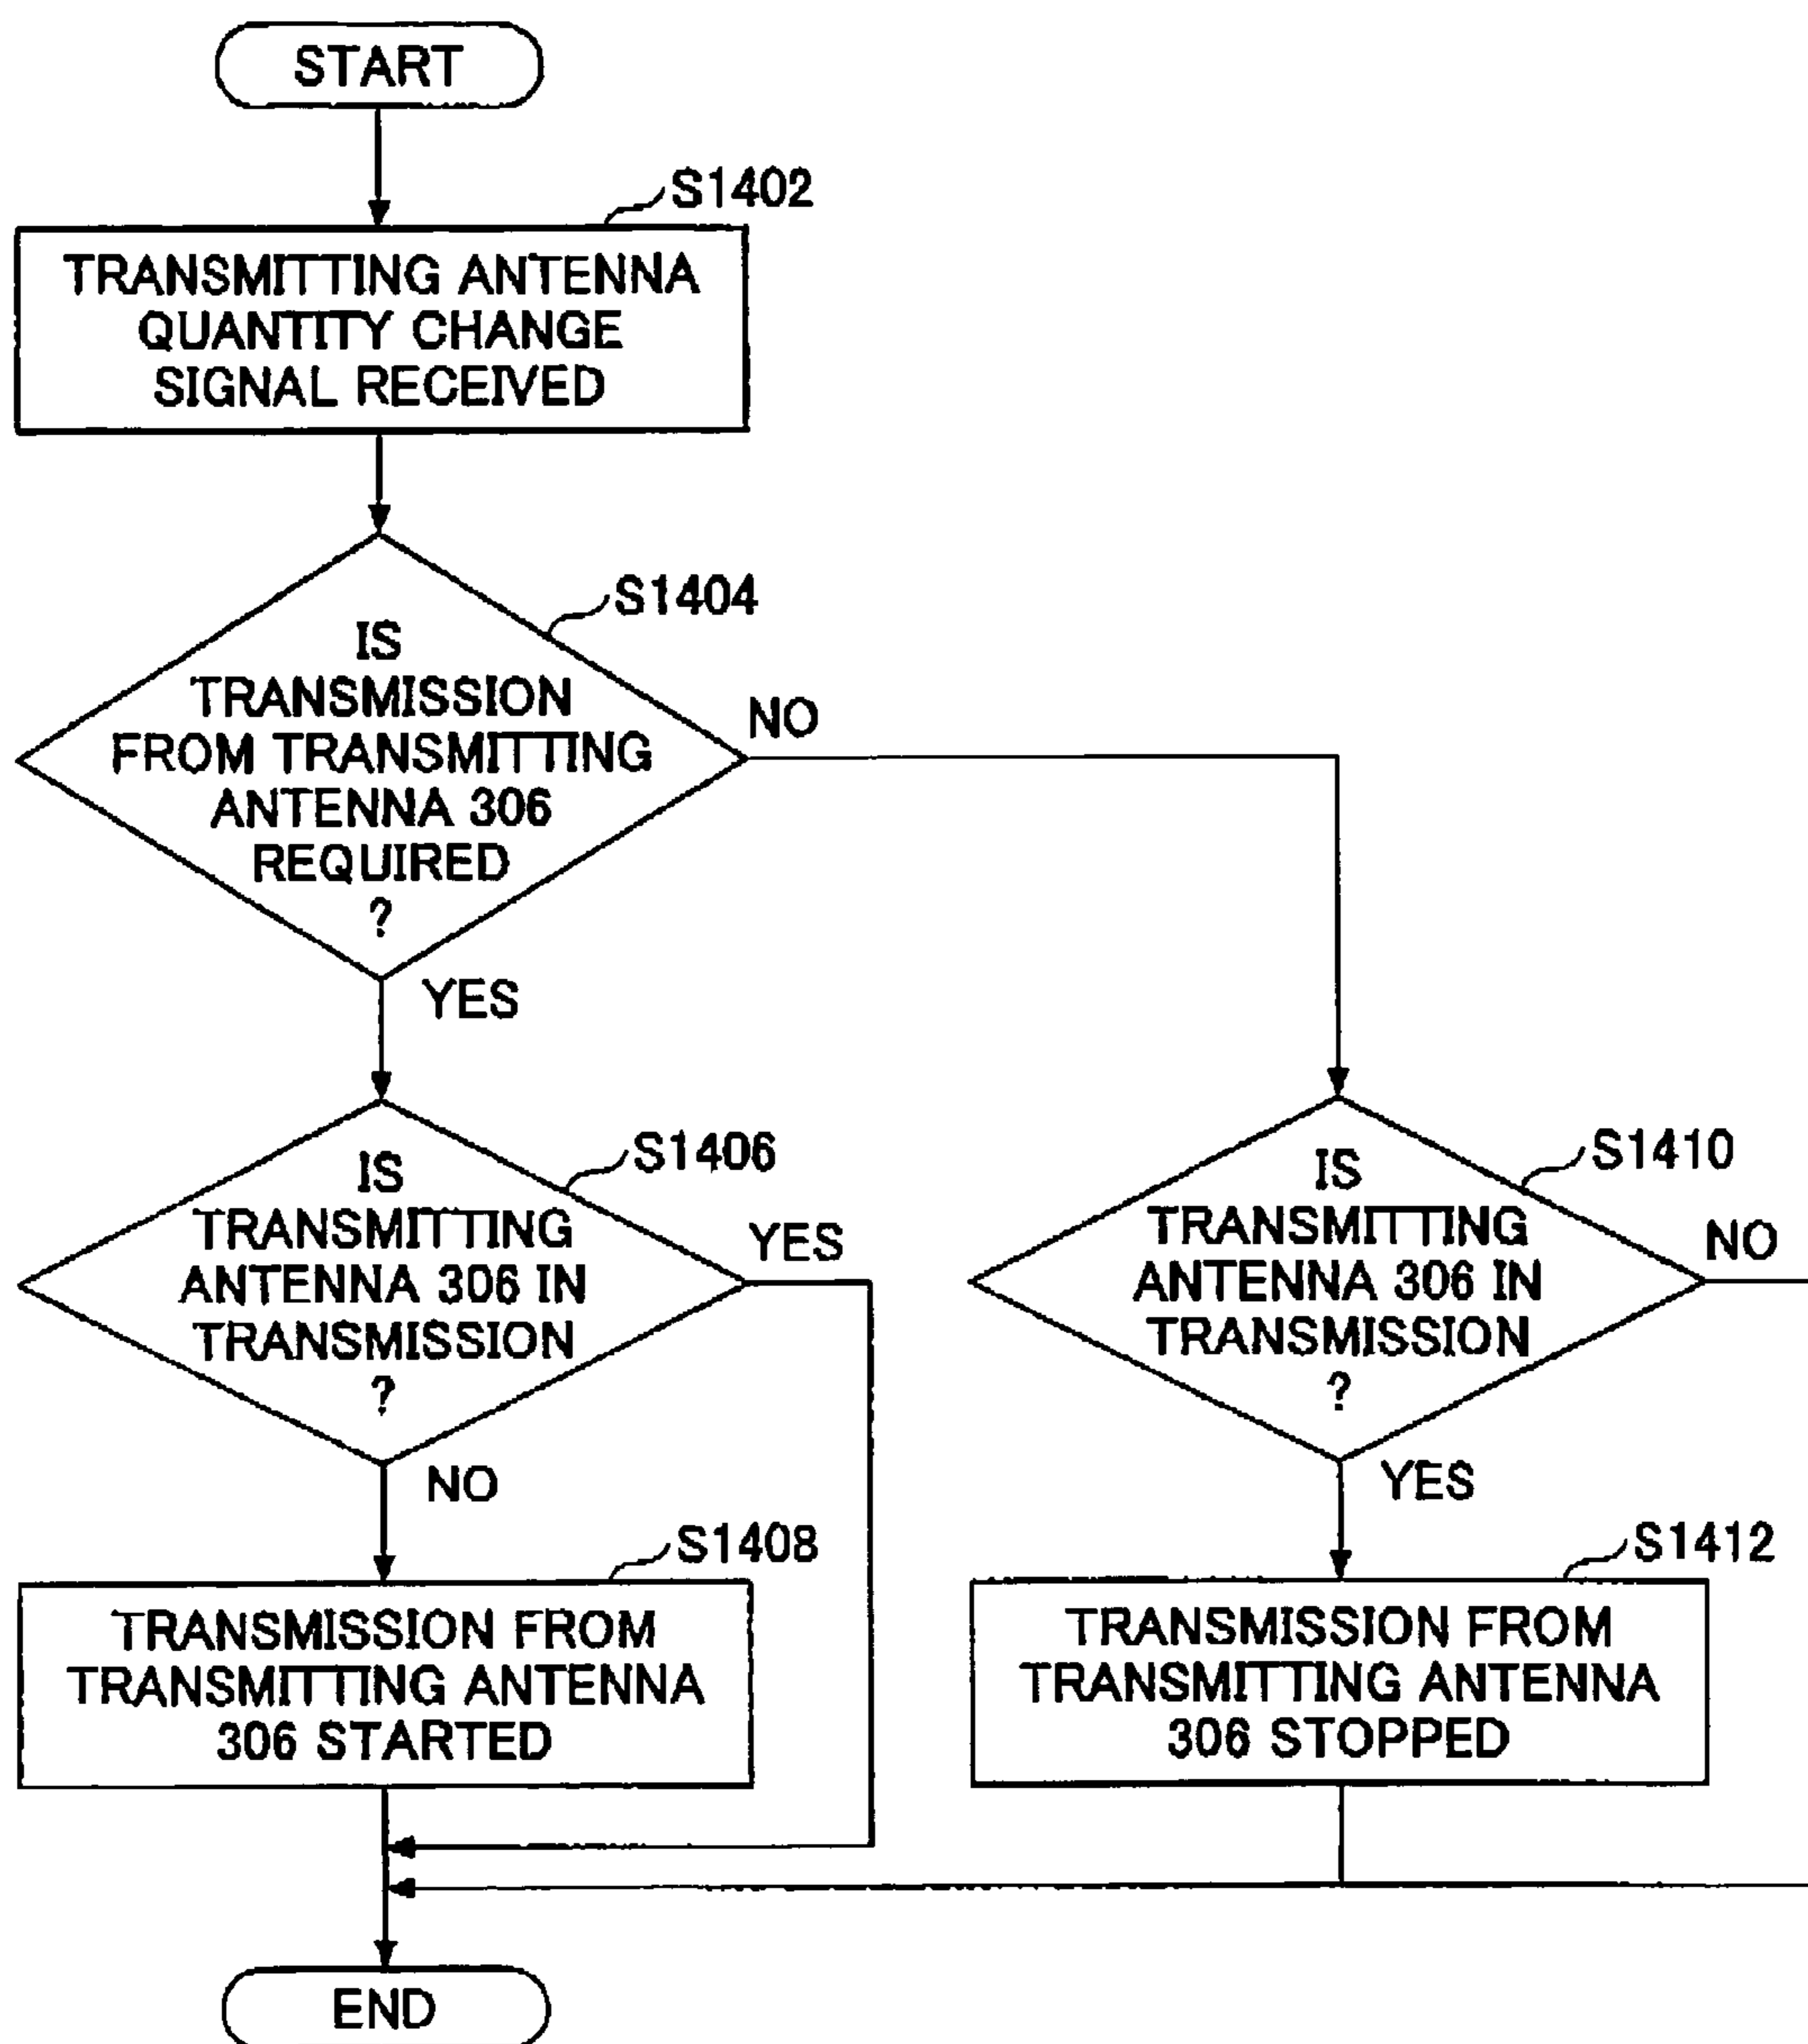 START
S1402
TRANSMITTING ANTENNA
QUANTITY CHANGE
SIGNAL RECEIVED
S1404
IS
TRANSMISSION
FROM TRANSMITTING
ANTENNA 306
REQUIRED
?
NO
YES
S1406
IS
TRANSMITTING
ANTENNA 306 IN
TRANSMISSION
?
YES
NO
S1408
TRANSMISSION FROM
TRANSMITTING ANTENNA
306 STARTED
S1410
IS
TRANSMITTING
ANTENNA 306 IN
TRANSMISSION
?
NO
YES
S1412
TRANSMISSION FROM
TRANSMITTING ANTENNA
306 STOPPED
END